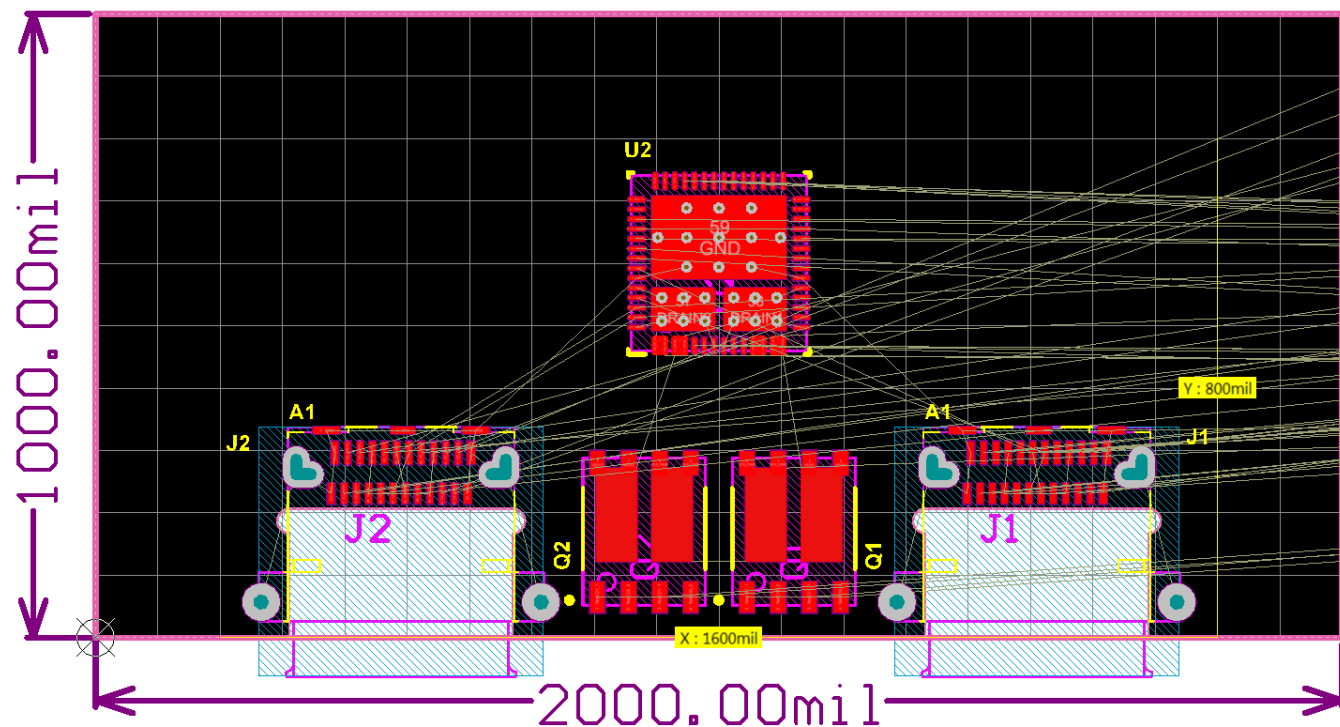 1000.00mil
U2
59
GND
DRAIN
DRAIN
Y : 800mil
A1
A1
J2
J1
J2
J1
Q2
Q1
X : 1600mil
2000.00mil